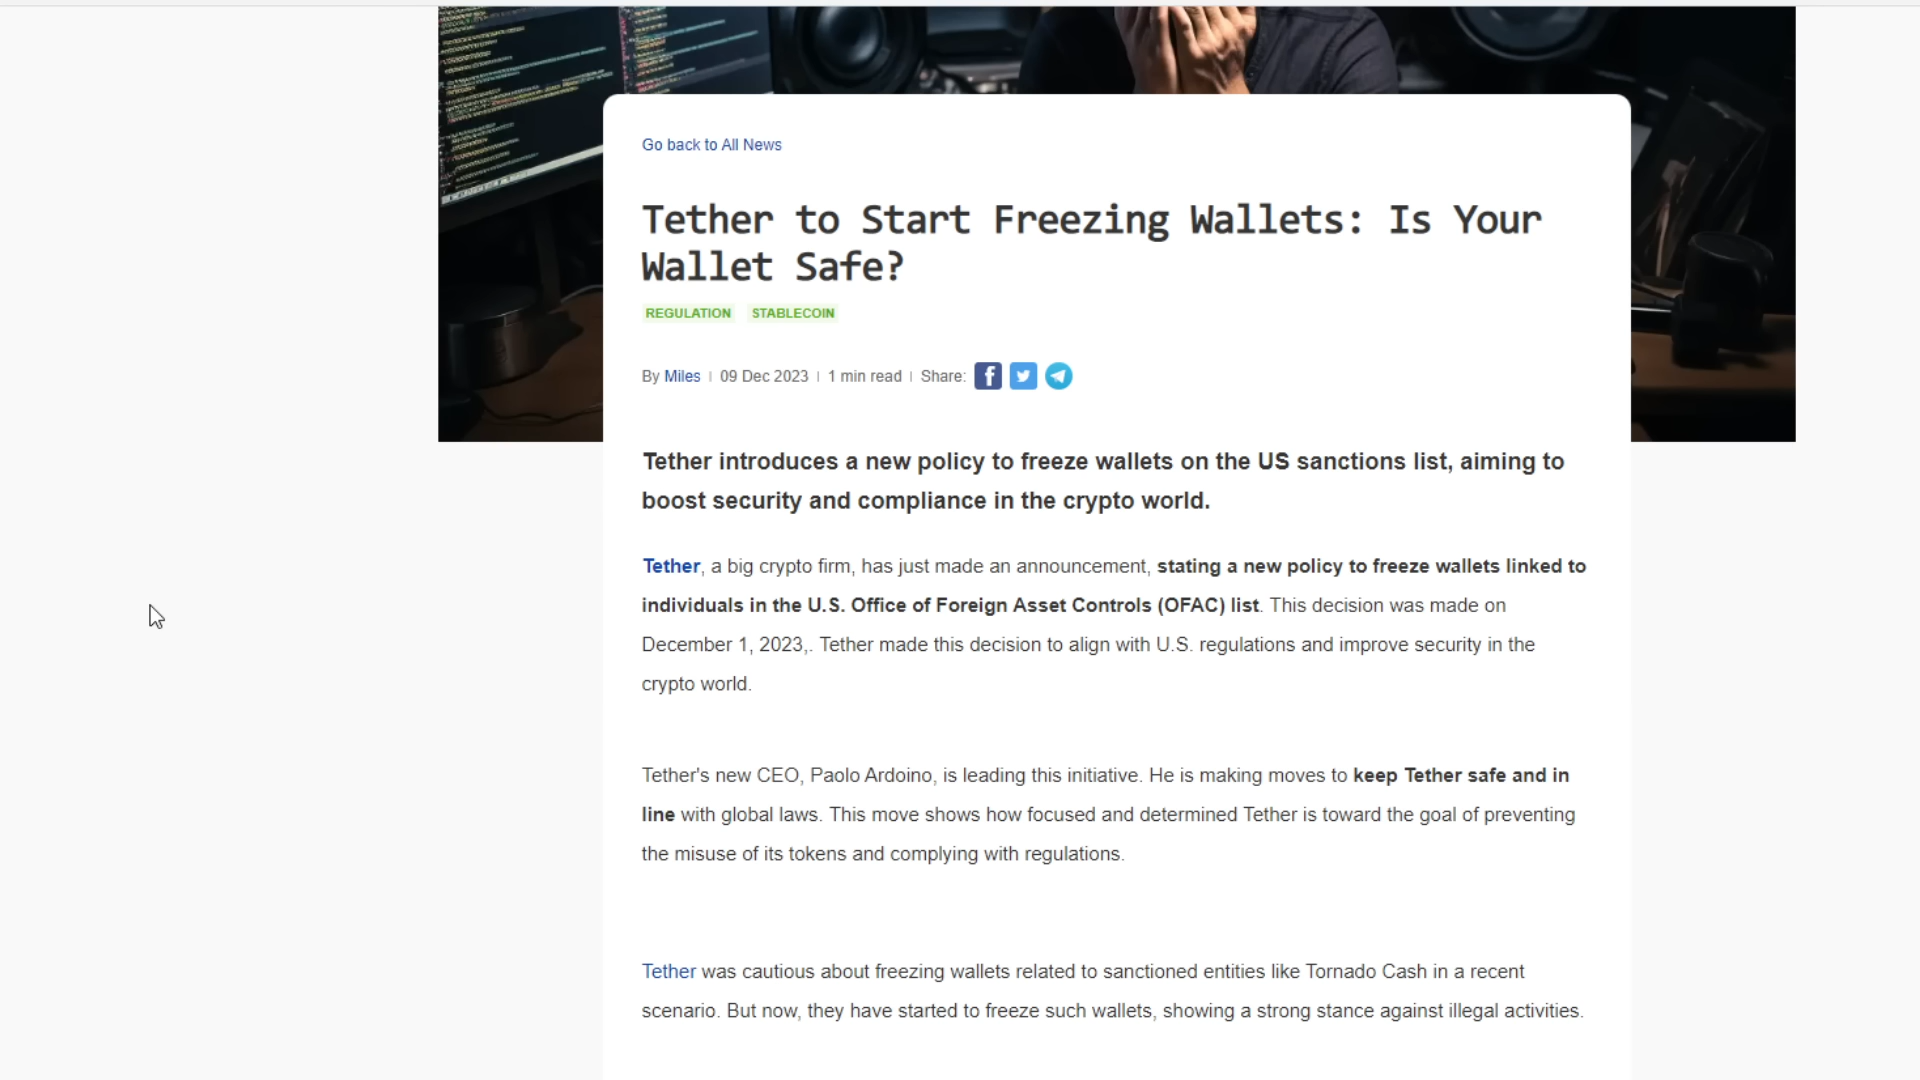 Go back to All News
Tether to Start Freezing Wallets: Is Your
Wallet Safe?
REGULATION STABLECOIN
By Miles | 09 Dec 2023 | 1 min read | Share:
Tether introduces a new policy to freeze wallets on the US sanctions list, aiming to
boost security and compliance in the crypto world.
Tether, a big crypto firm, has just made an announcement, stating a new policy to freeze wallets linked to
individuals in the U.S. Office of Foreign Asset Controls (OFAC) list. This decision was made on
December 1, 2023,. Tether made this decision to align with U.S. regulations and improve security in the
crypto world.
Tether's new CEO, Paolo Ardoino, is leading this initiative. He is making moves to keep Tether safe and in
line with global laws. This move shows how focused and determined Tether is toward the goal of preventing
the misuse of its tokens and complying with regulations.
Tether was cautious about freezing wallets related to sanctioned entities like Tornado Cash in a recent
scenario. But now, they have started to freeze such wallets, showing a strong stance against illegal activities.